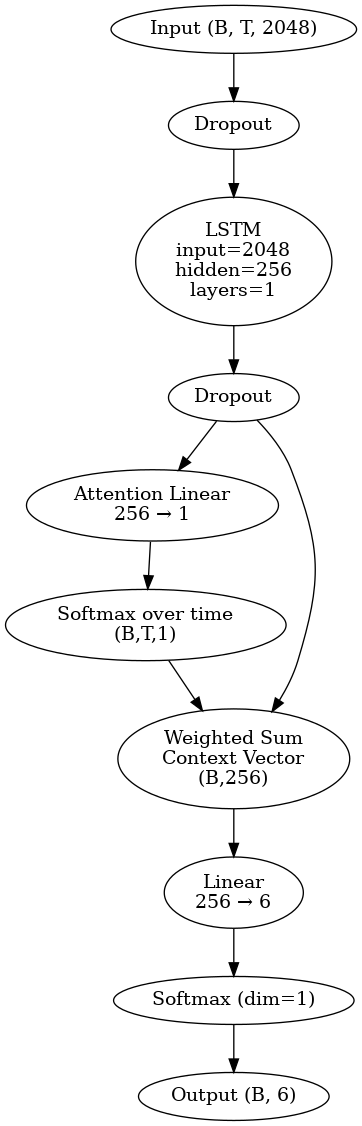 Input (B, T, 2048)
Dropout
LSTM
input=2048
hidden=256
layers=1
Dropout
Attention Linear
256 → 1
Softmax over time
(B,T,1)
Weighted Sum
Context Vector
(B,256)
Linear
256 → 6
Softmax (dim=1)
Output (B, 6)